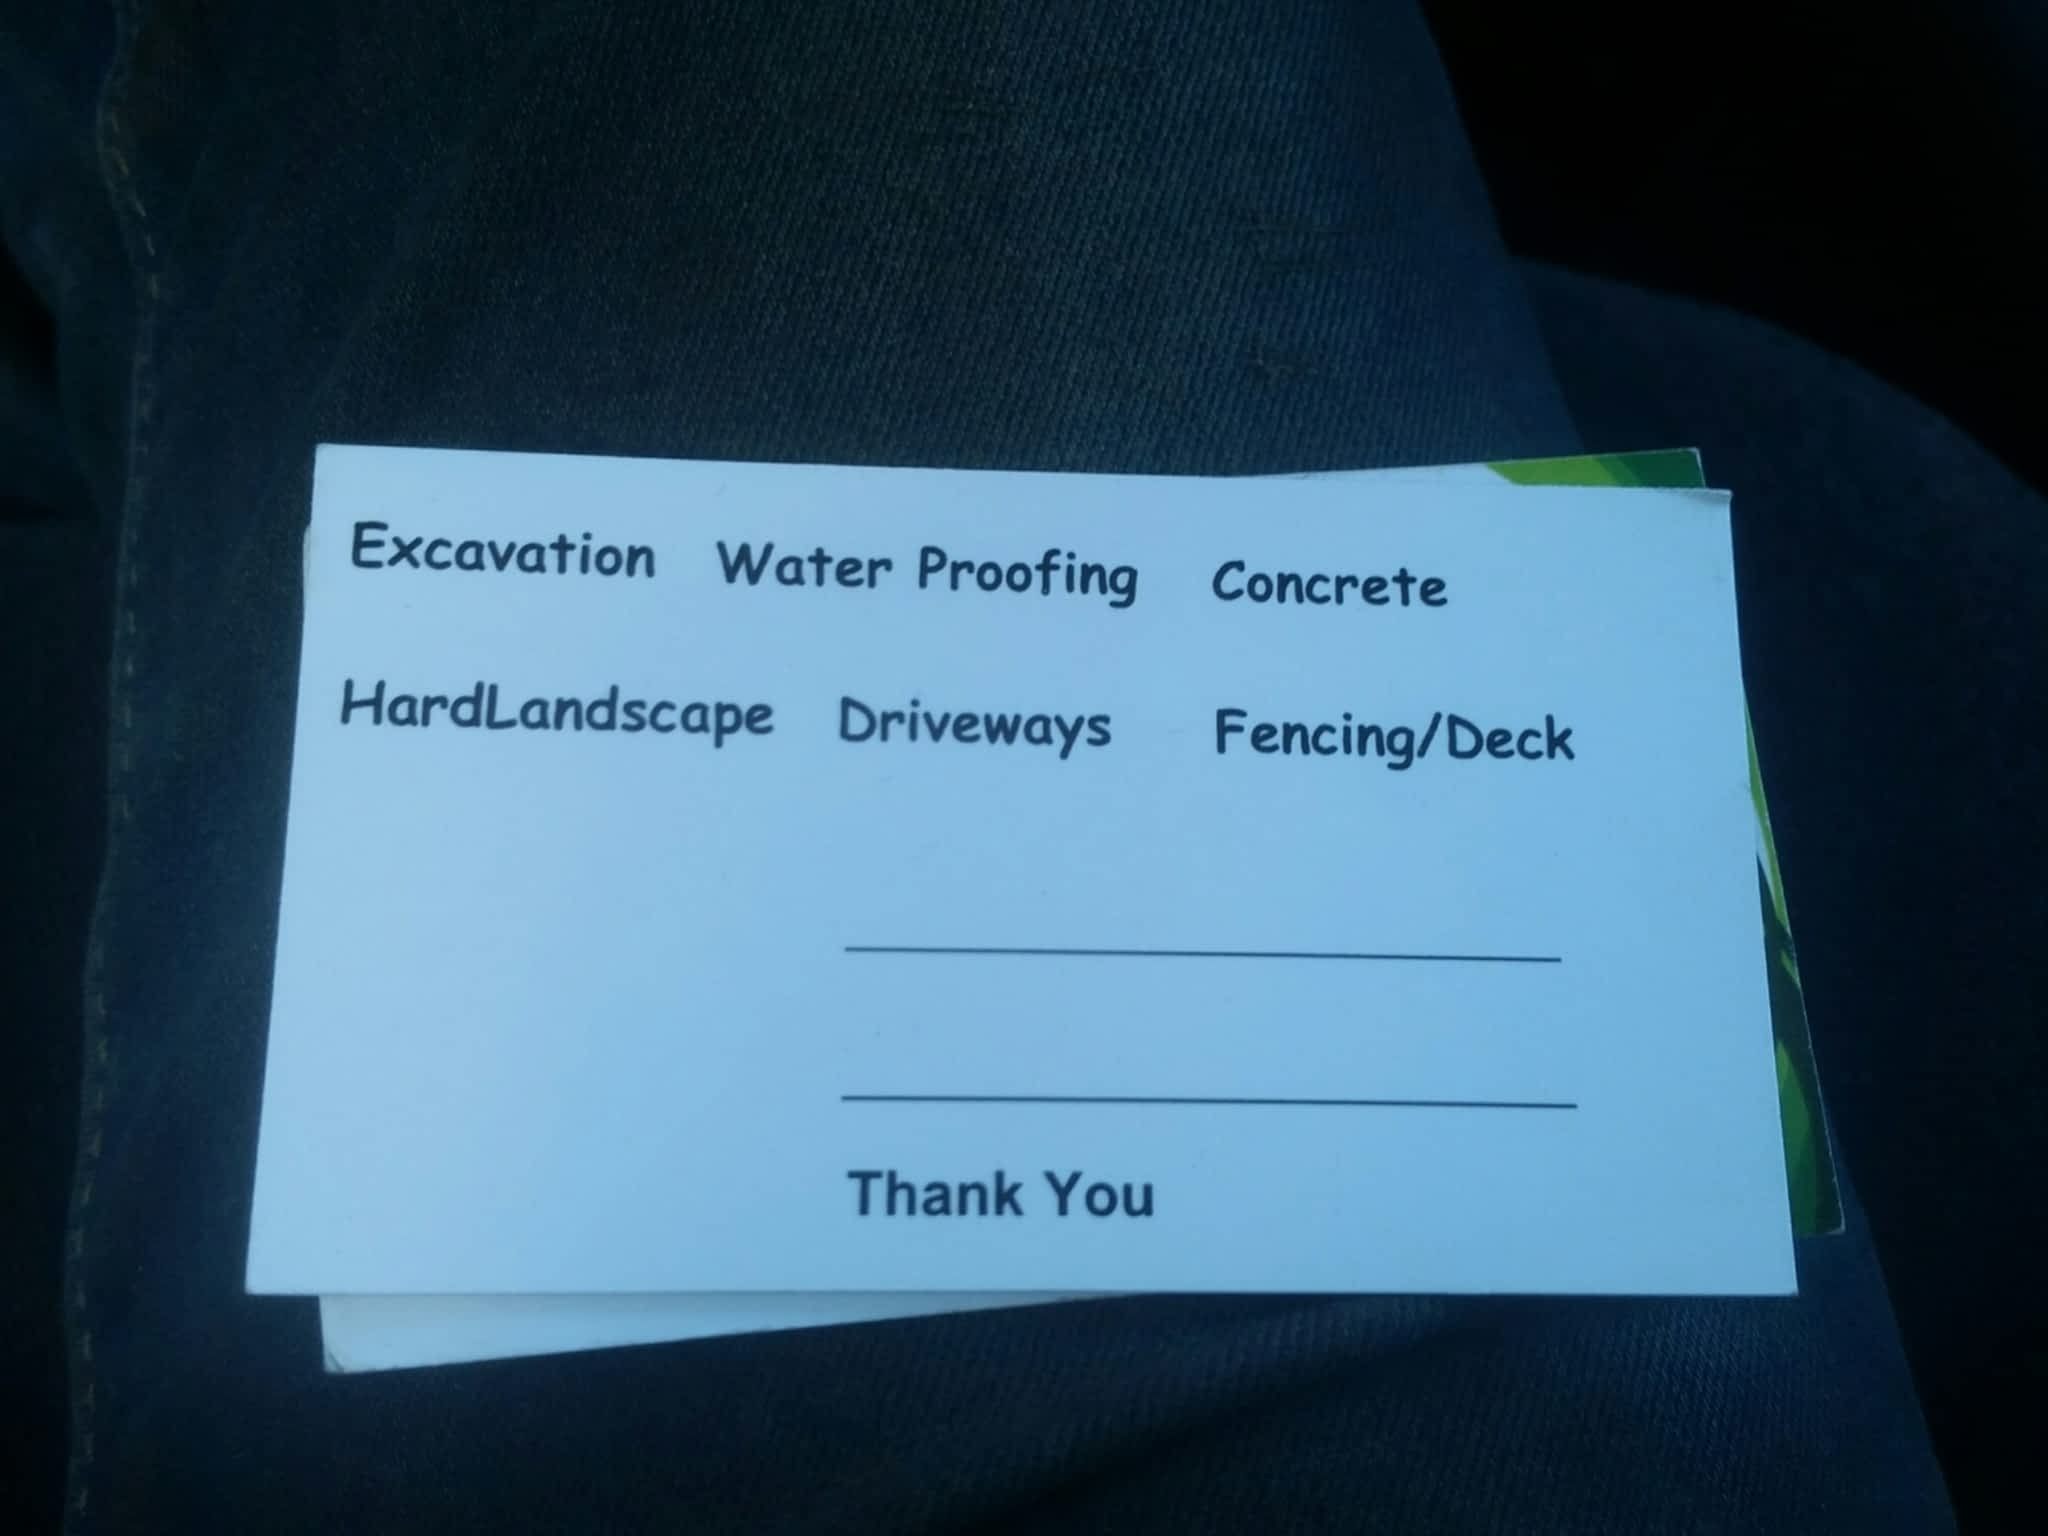 Excavation Water Proofing Concrete
HardLandscape Driveways Fencing/Deck
Thank You